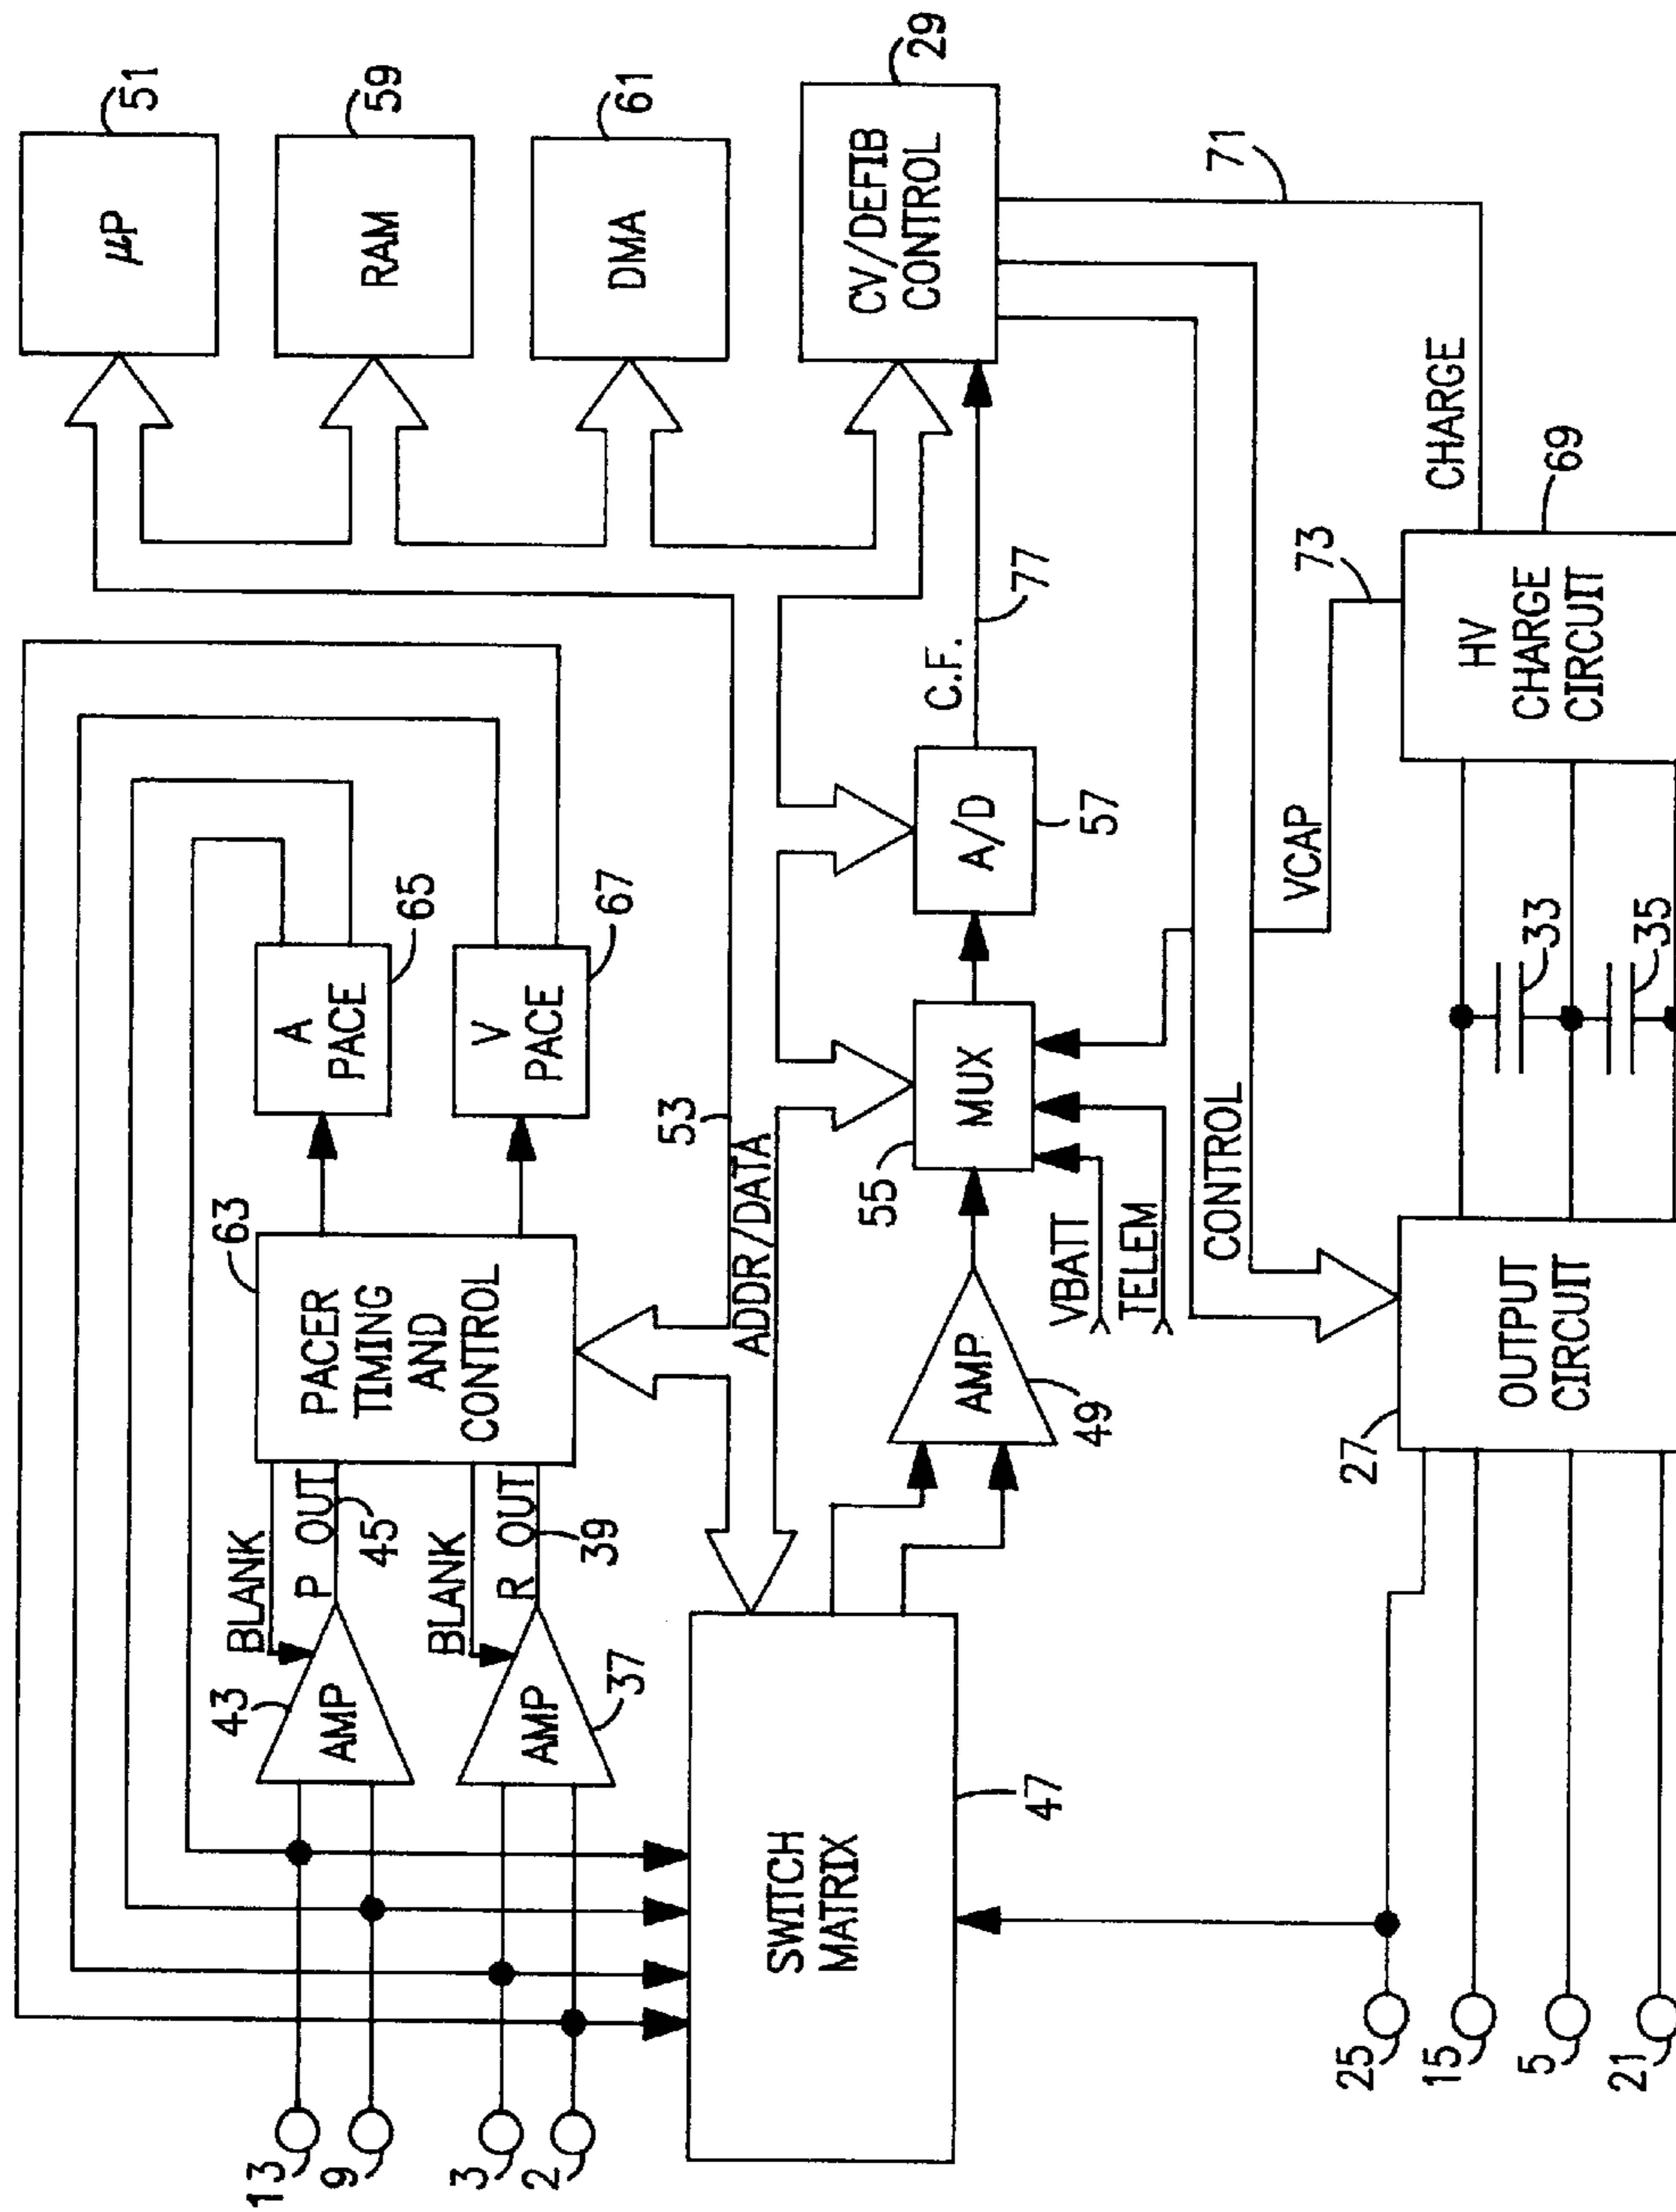 13
9
3
2
43
AMP
BLANK
P OUT
45
37
AMP
BLANK
R OUT
39
63
PACER
TIMING
AND
CONTROL
A
PACE
65
V
PACE
67
53
ADDR/DATA
µP
51
RAM
59
DMA
61
CV/DEFIB
CONTROL
29
SWITCH
MATRIX
47
AMP
49
55
MUX
VBATT
TELEM
A/D
57
C.F.
77
CONTROL
VCAP
73
CHARGE
71
25
15
5
21
27
OUTPUT
CIRCUIT
33
35
HV
CHARGE
CIRCUIT
69